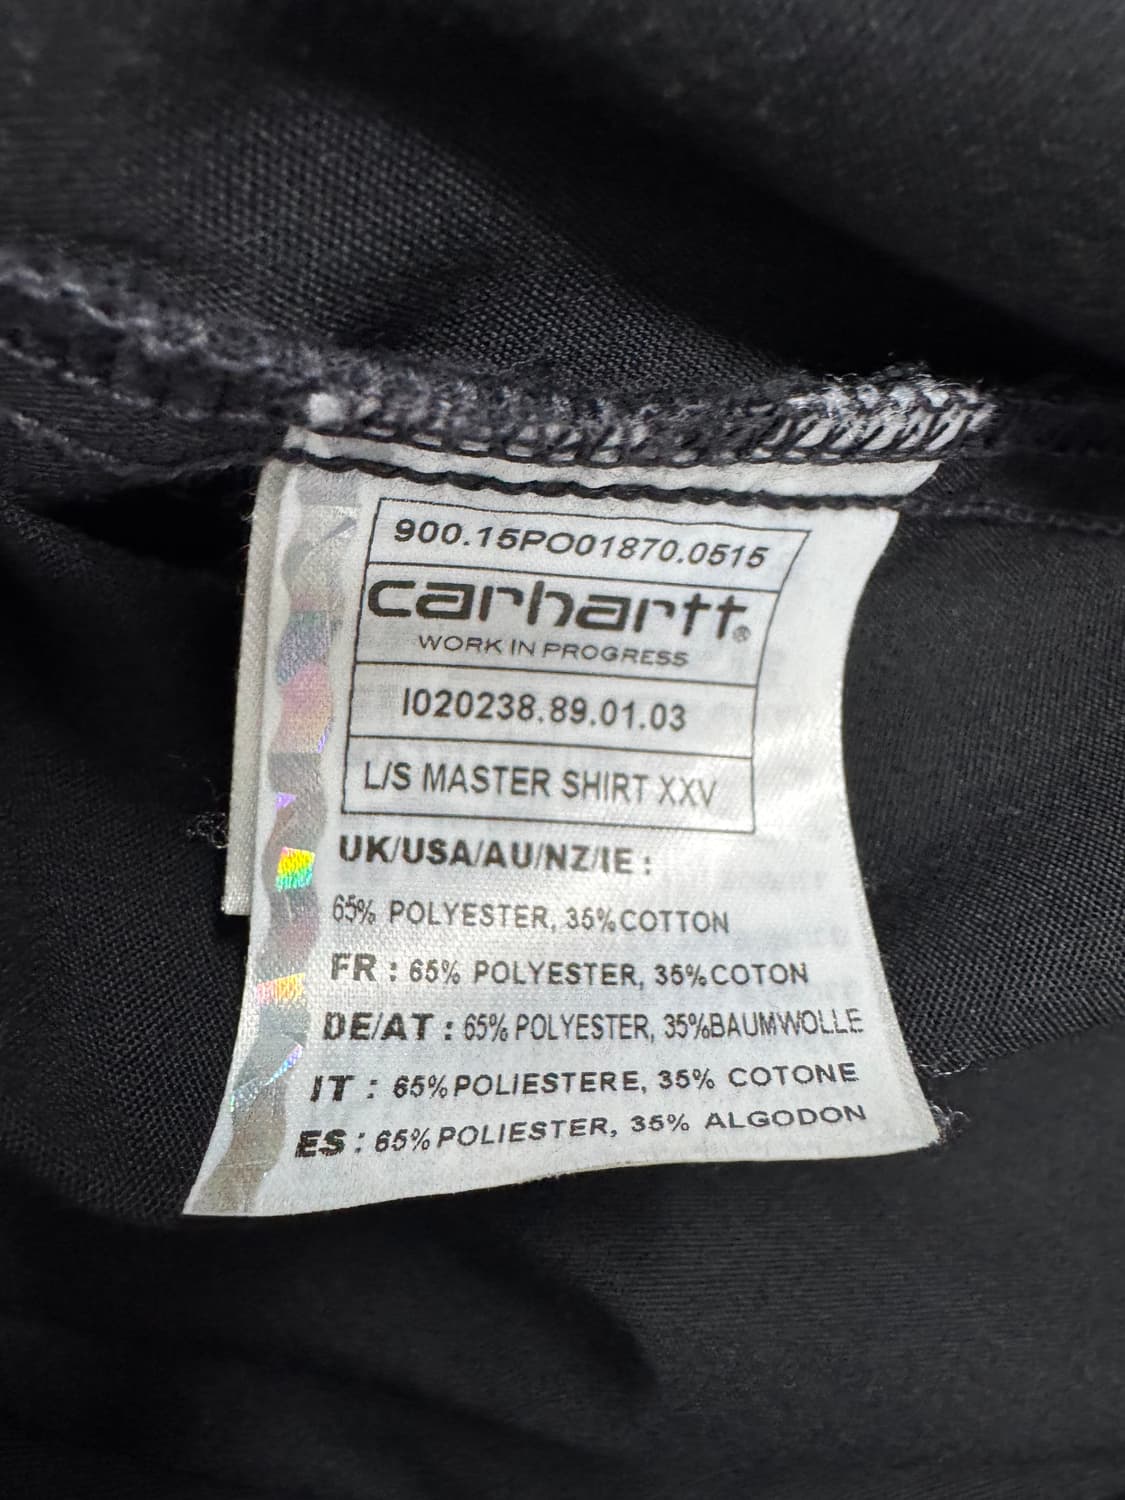 900.15PO01870.0515
carhartt®
WORK IN PROGRESS
I020238.89.01.03
L/S MASTER SHIRT XXV
UK/USA/AU/NZ/IE :
65% POLYESTER, 35%COTTON
FR : 65% POLYESTER, 35%COTON
DE/AT : 65% POLYESTER, 35%BAUMWOLLE
IT : 65%POLIESTERE, 35% COTONE
ES : 65%POLIESTER, 35% ALGODON